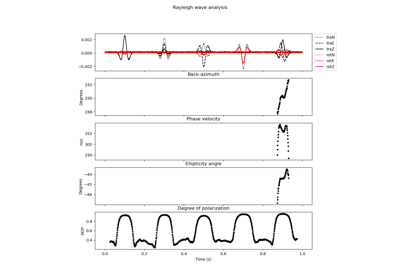 Rayleigh wave analysis
0.002
0.000
−0.002
traN
traE
traZ
rotN
rotE
rotZ
Back-azimuth
292
290
288
Degrees
Phase velocity
310
300
290
m/s
Ellipticity angle
−44
−45
−46
Degrees
Degree of polarization
0.8
0.6
0.4
DOP
0.0 0.2 0.4 0.6 0.8 1.0
Time (s)